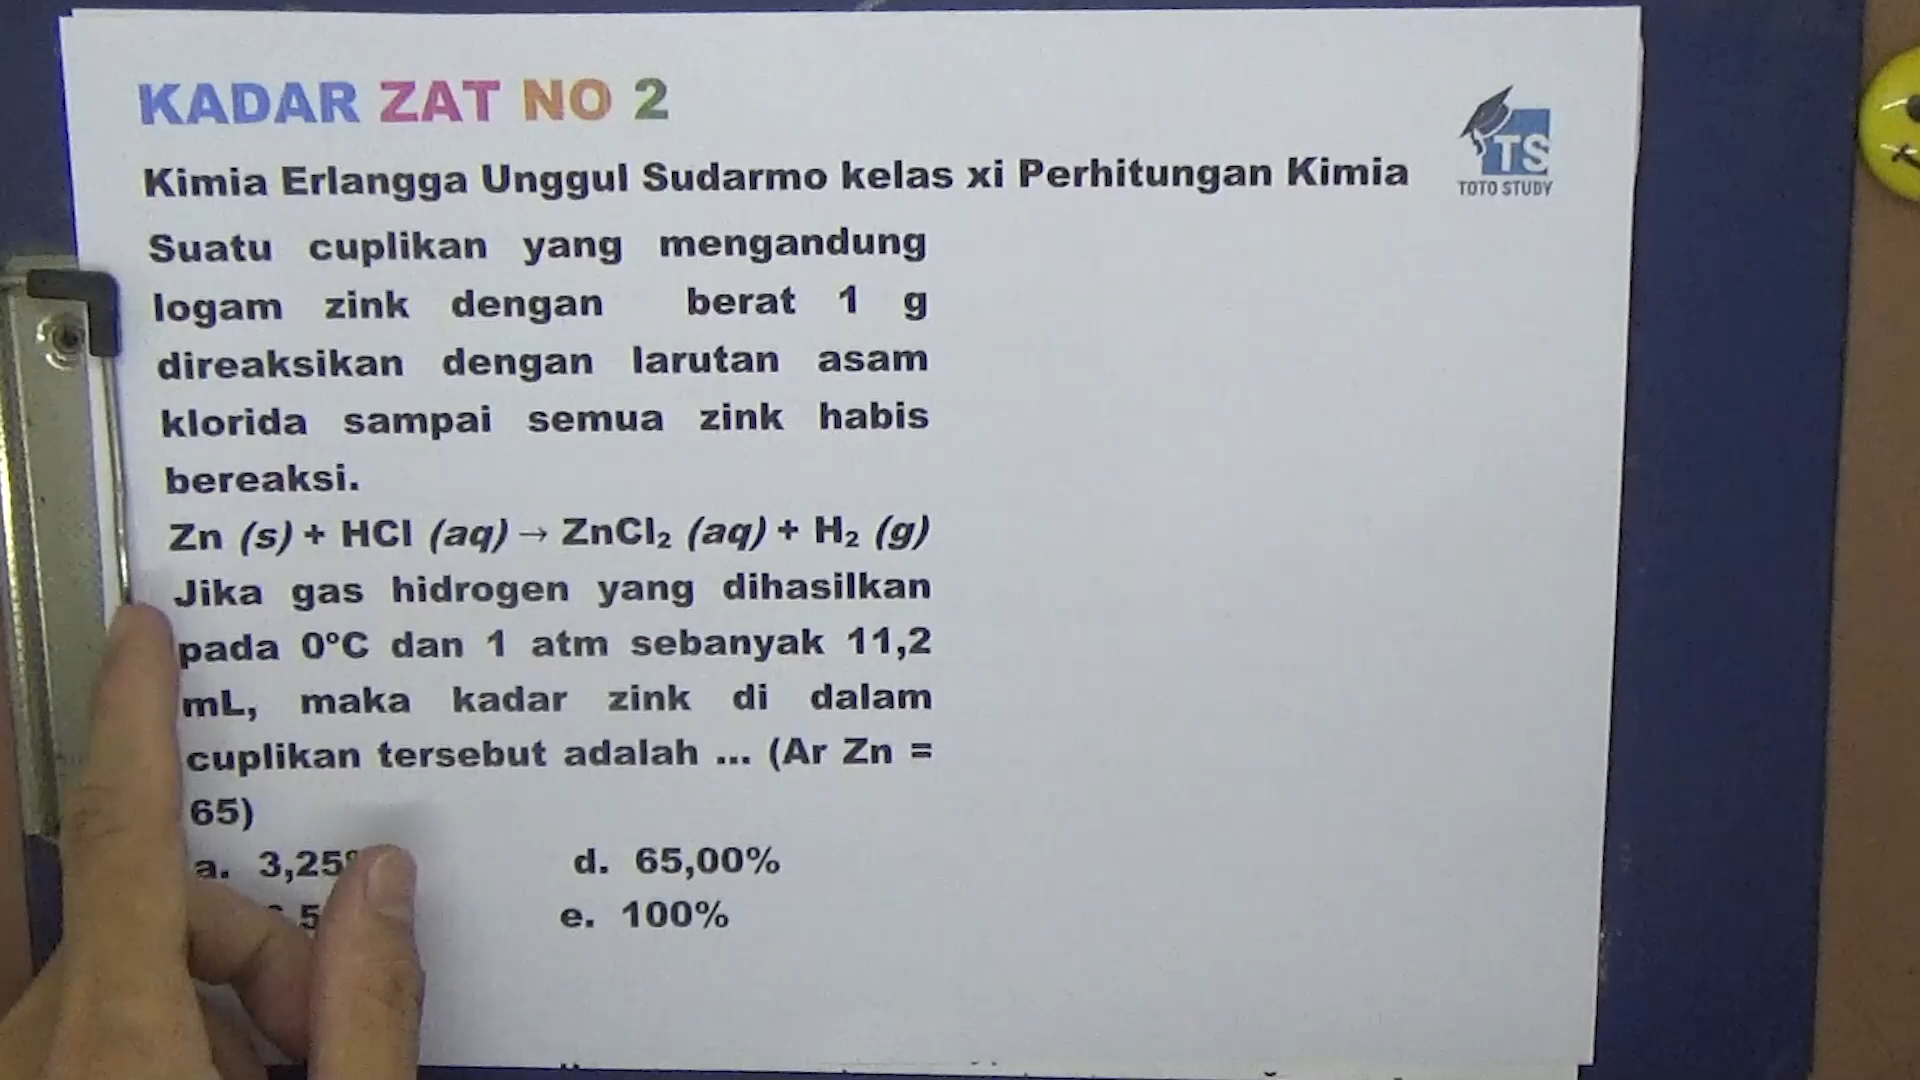 KADAR ZAT NO 2
TS
TOTO STUDY
Kimia Erlangga Unggul Sudarmo kelas xi Perhitungan Kimia
Suatu cuplikan yang mengandung
logam zink dengan berat 1 g
direaksikan dengan larutan asam
klorida sampai semua zink habis
bereaksi.
Zn (s) + HCl (aq) → ZnCl₂ (aq) + H₂ (g)
Jika gas hidrogen yang dihasilkan
pada 0ºC dan 1 atm sebanyak 11,2
mL, maka kadar zink di dalam
cuplikan tersebut adalah ... (Ar Zn =
65)
a. 3,25%
d. 65,00%
e. 100%